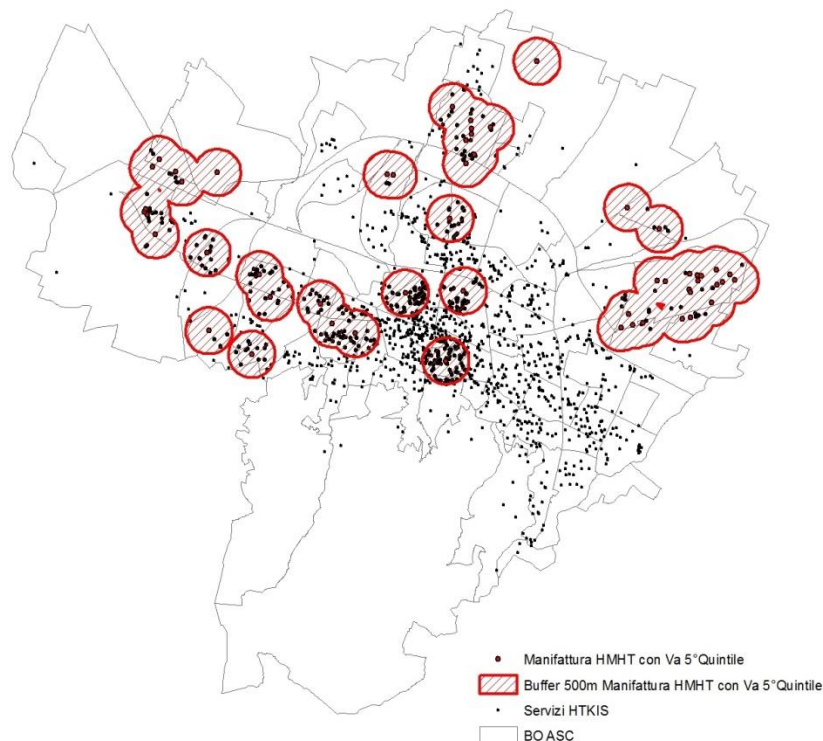 Manifattura HMHT con Va 5°Quintile
Buffer 500m Manifattura HMHT con Va 5°Quintile
Servizi HTKIS
BO ASC